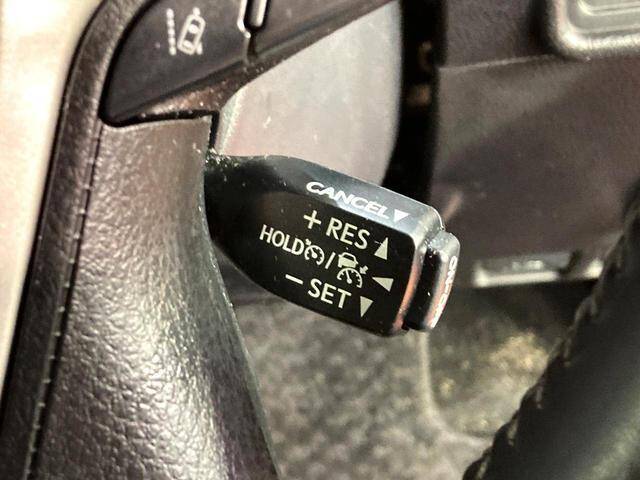 CANCEL▼
+ RES▲
HOLD / ◀
− SET▼